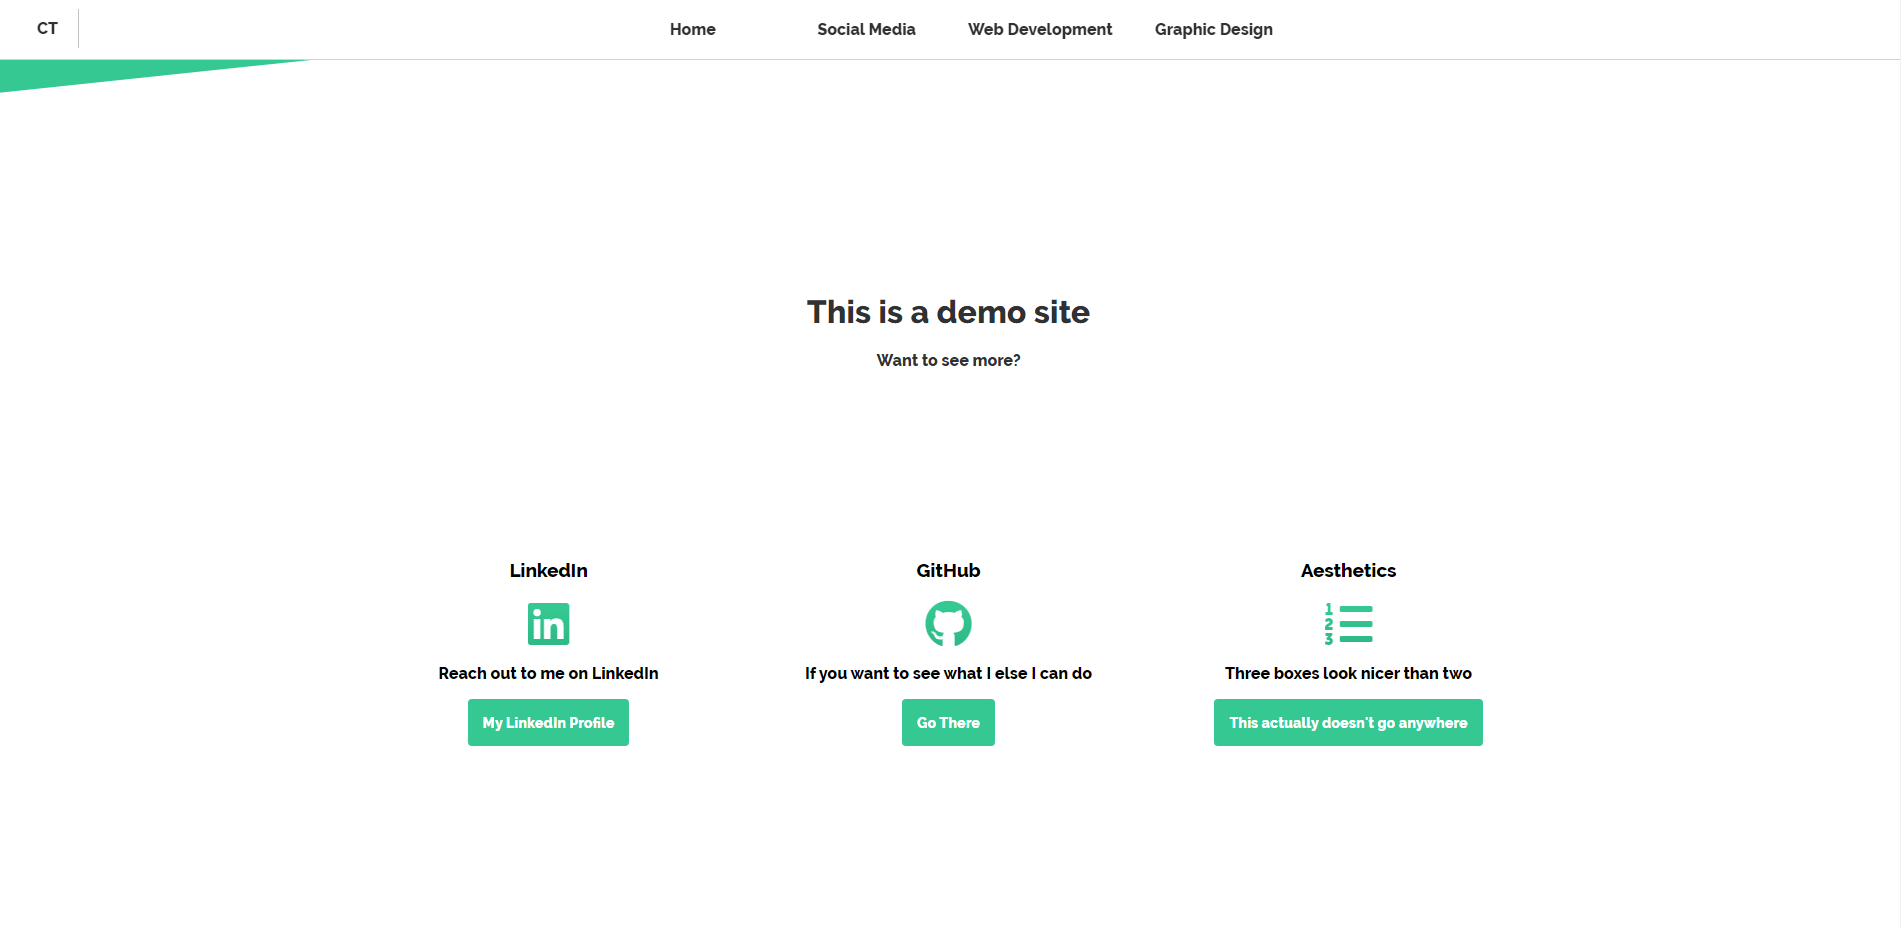 CT
Home Social Media Web Development Graphic Design
This is a demo site
Want to see more?
LinkedIn GitHub Aesthetics
in 1
2
3
Reach out to me on LinkedIn If you want to see what I else I can do Three boxes look nicer than two
My LinkedIn Profile Go There This actually doesn't go anywhere